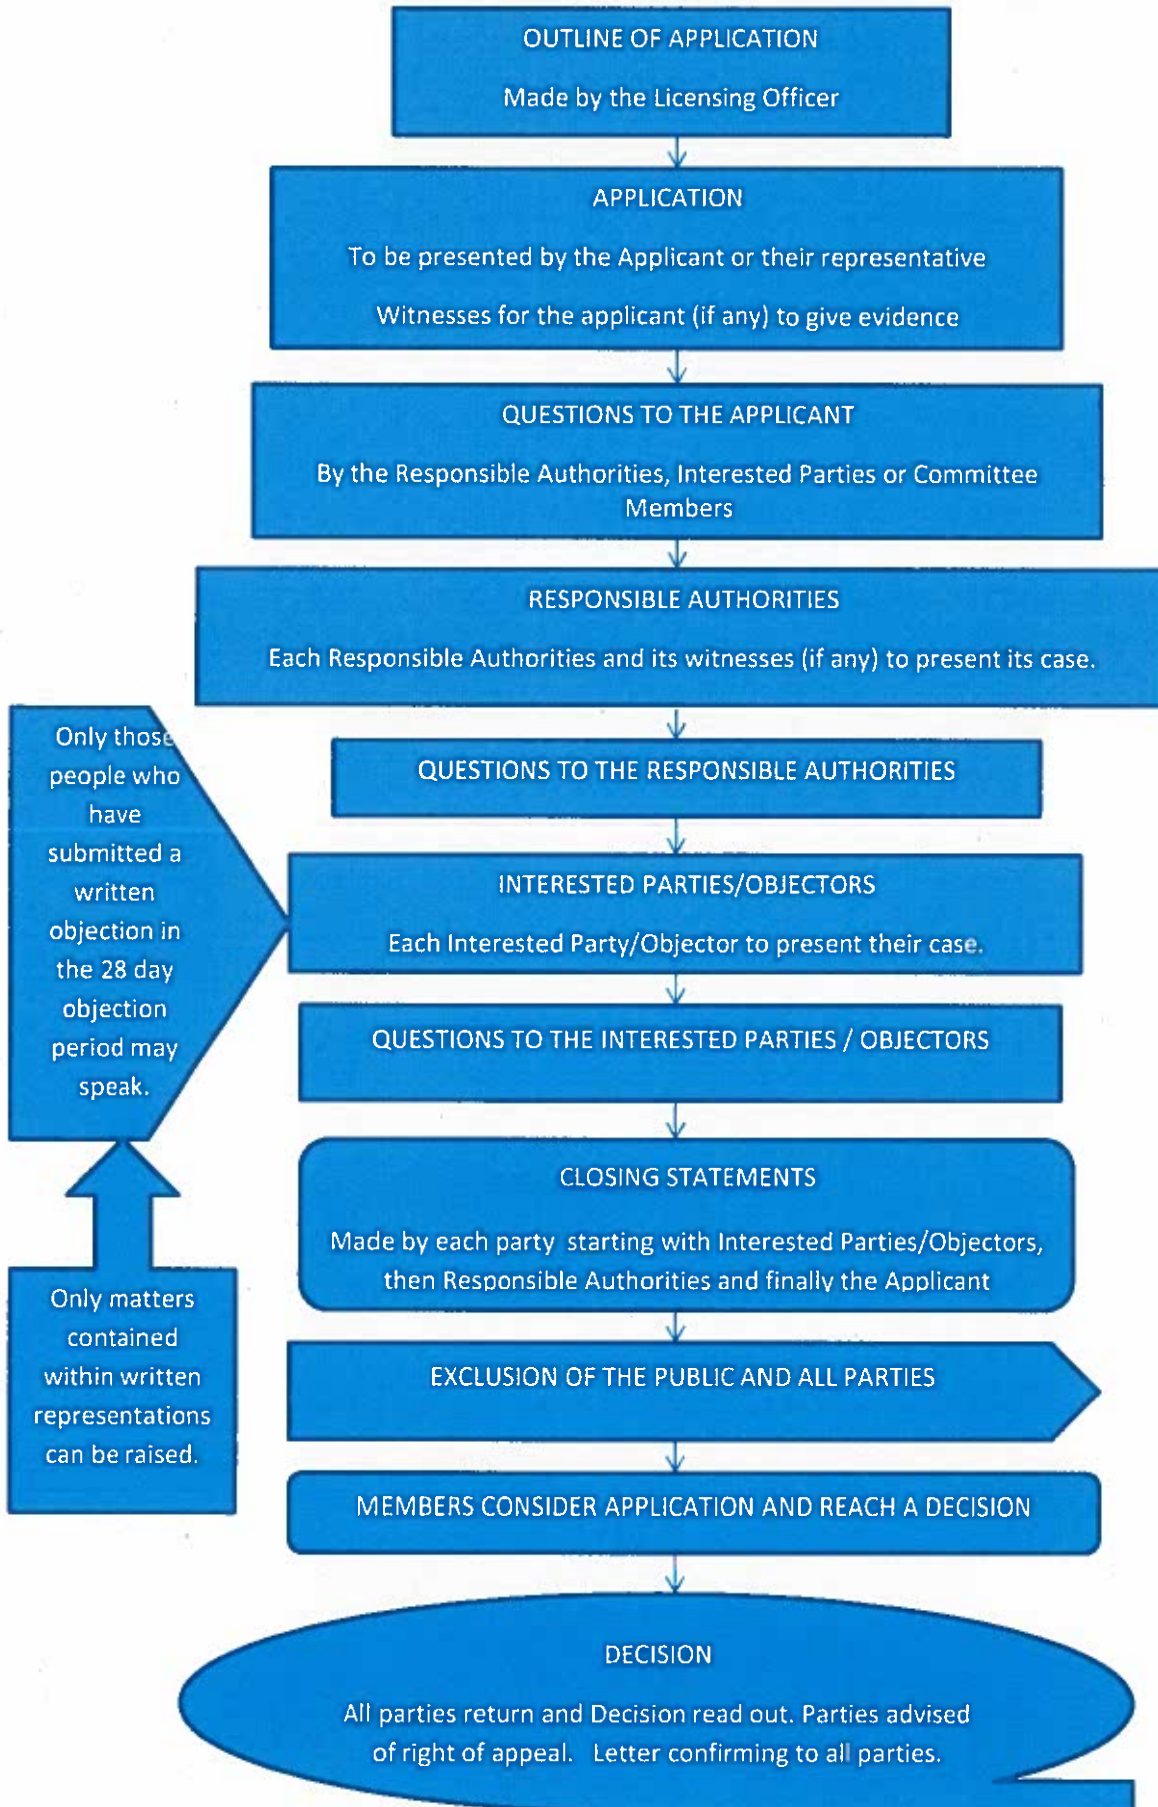 OUTLINE OF APPLICATION
Made by the Licensing Officer
APPLICATION
To be presented by the Applicant or their representative
Witnesses for the applicant (if any) to give evidence
QUESTIONS TO THE APPLICANT
By the Responsible Authorities, Interested Parties or Committee
Members
RESPONSIBLE AUTHORITIES
Each Responsible Authorities and its witnesses (if any) to present its case.
QUESTIONS TO THE RESPONSIBLE AUTHORITIES
Only those
people who
have
submitted a
written
objection in
the 28 day
objection
period may
speak.
INTERESTED PARTIES/OBJECTORS
Each Interested Party/Objector to present their case.
QUESTIONS TO THE INTERESTED PARTIES / OBJECTORS
CLOSING STATEMENTS
Made by each party starting with Interested Parties/Objectors,
then Responsible Authorities and finally the Applicant
Only matters
contained
within written
representations
can be raised.
EXCLUSION OF THE PUBLIC AND ALL PARTIES
MEMBERS CONSIDER APPLICATION AND REACH A DECISION
DECISION
All parties return and Decision read out. Parties advised
of right of appeal. Letter confirming to all parties.